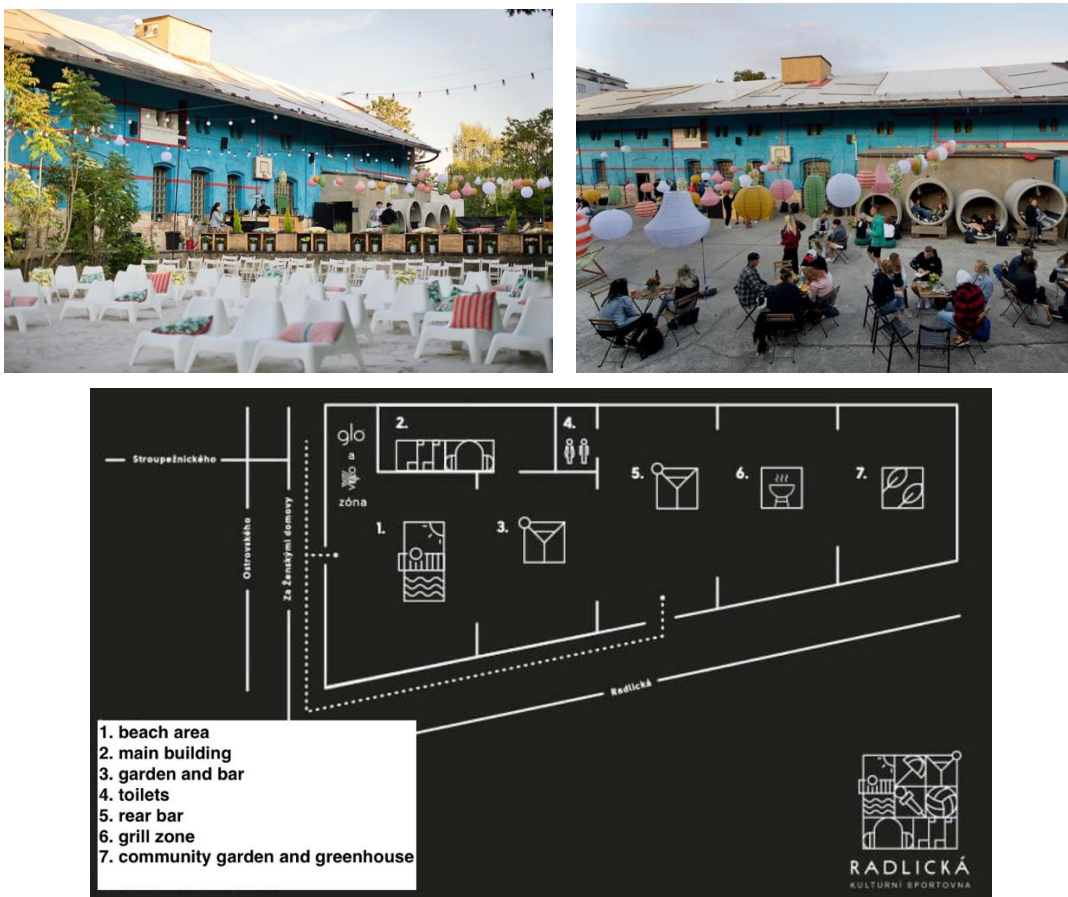 glo
a
2.
4.
Stroupežnického
zóna
5.
6.
7.
1.
3.
Ostrovského
Za Ženskými domovy
Radlická
1. beach area
2. main building
3. garden and bar
4. toilets
5. rear bar
6. grill zone
7. community garden and greenhouse
RADLICKÁ
KULTURNÍ SPORTOVNA